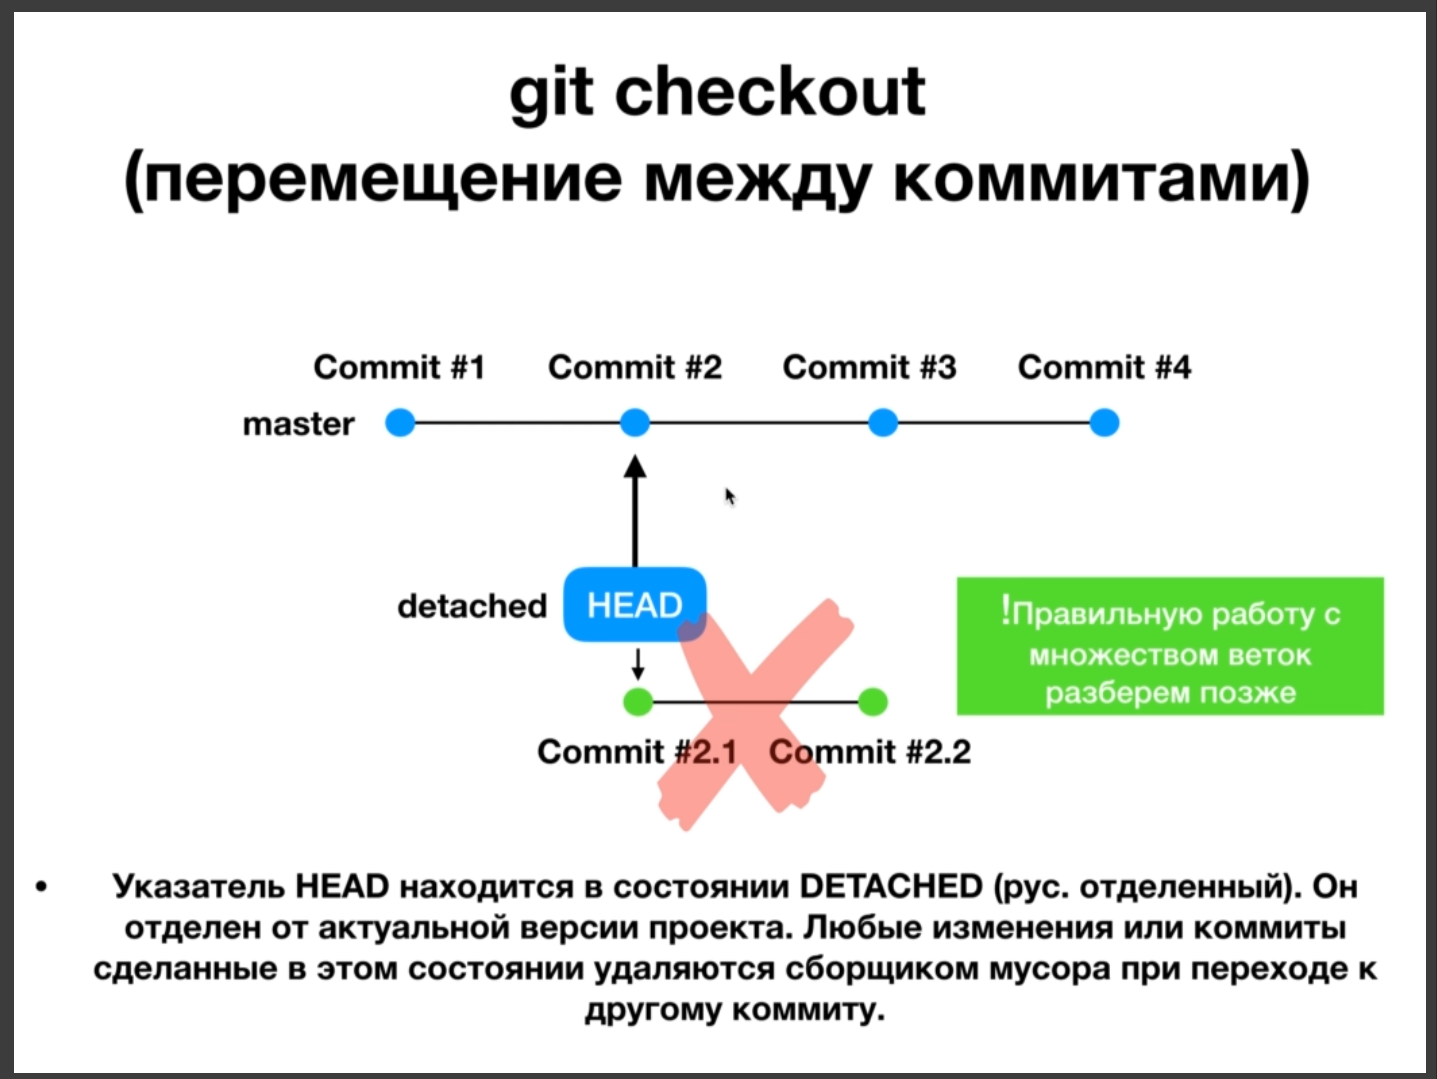 git checkout
(перемещение между коммитами)
Commit #1 Commit #2 Commit #3 Commit #4
master
detached HEAD
!Правильную работу с
множеством веток
разберем позже
Commit #2.1 Commit #2.2
• Указатель HEAD находится в состоянии DETACHED (рус. отделенный). Он
отделен от актуальной версии проекта. Любые изменения или коммиты
сделанные в этом состоянии удаляются сборщиком мусора при переходе к
другому коммиту.